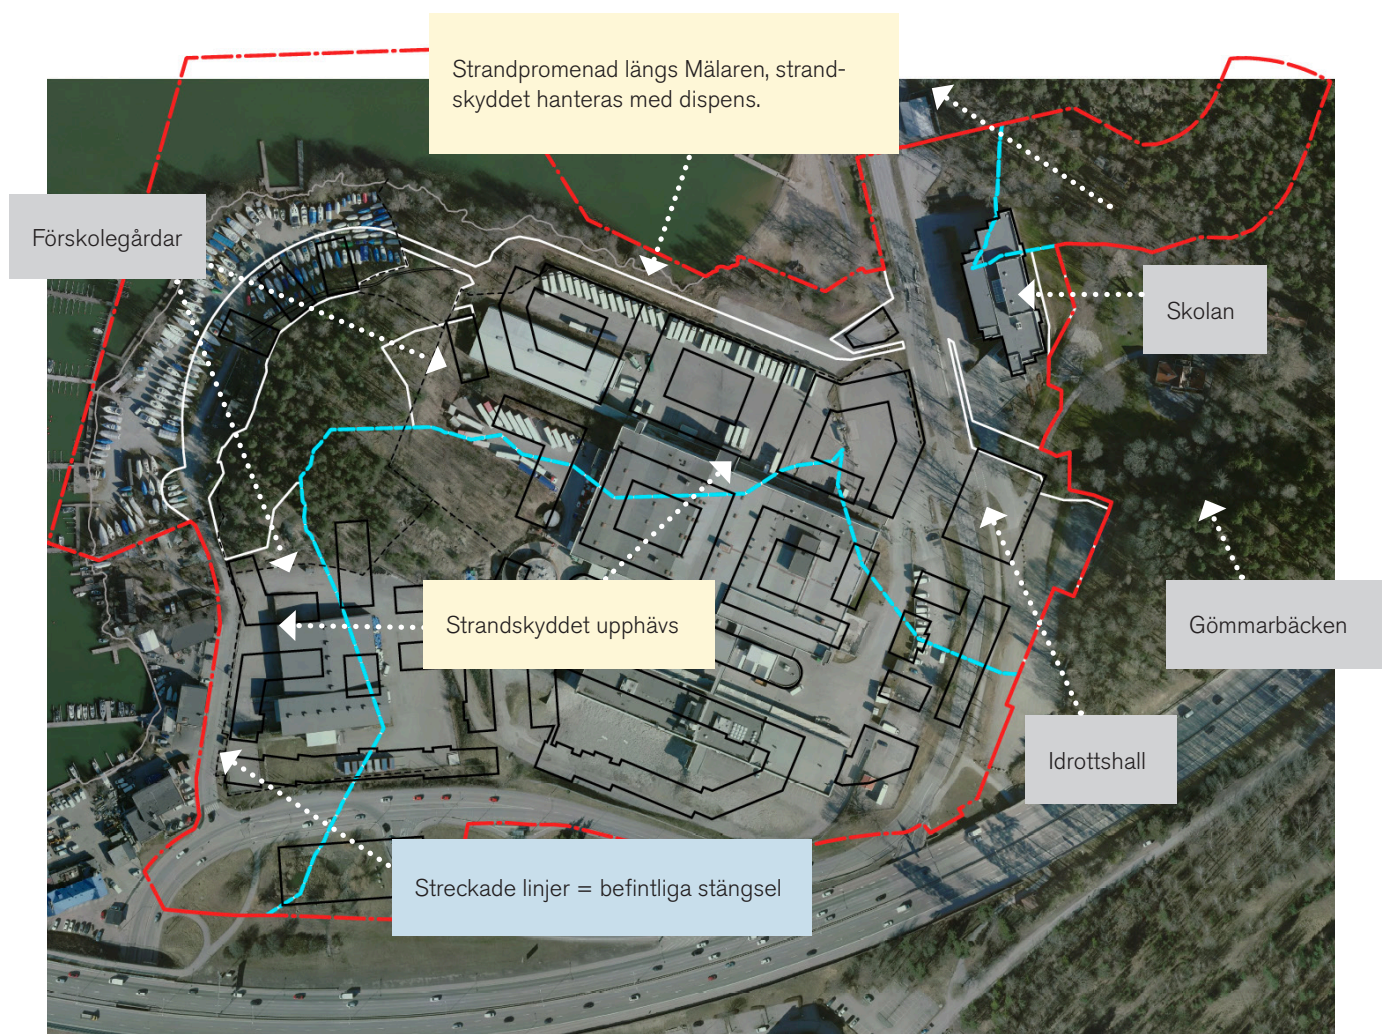 Strandpromenad längs Mälaren, strand-
skyddet hanteras med dispens.
Förskolegårdar
Skolan
Strandskyddet upphävs
Gömmarbäcken
Idrottshall
Streckade linjer = befintliga stängsel